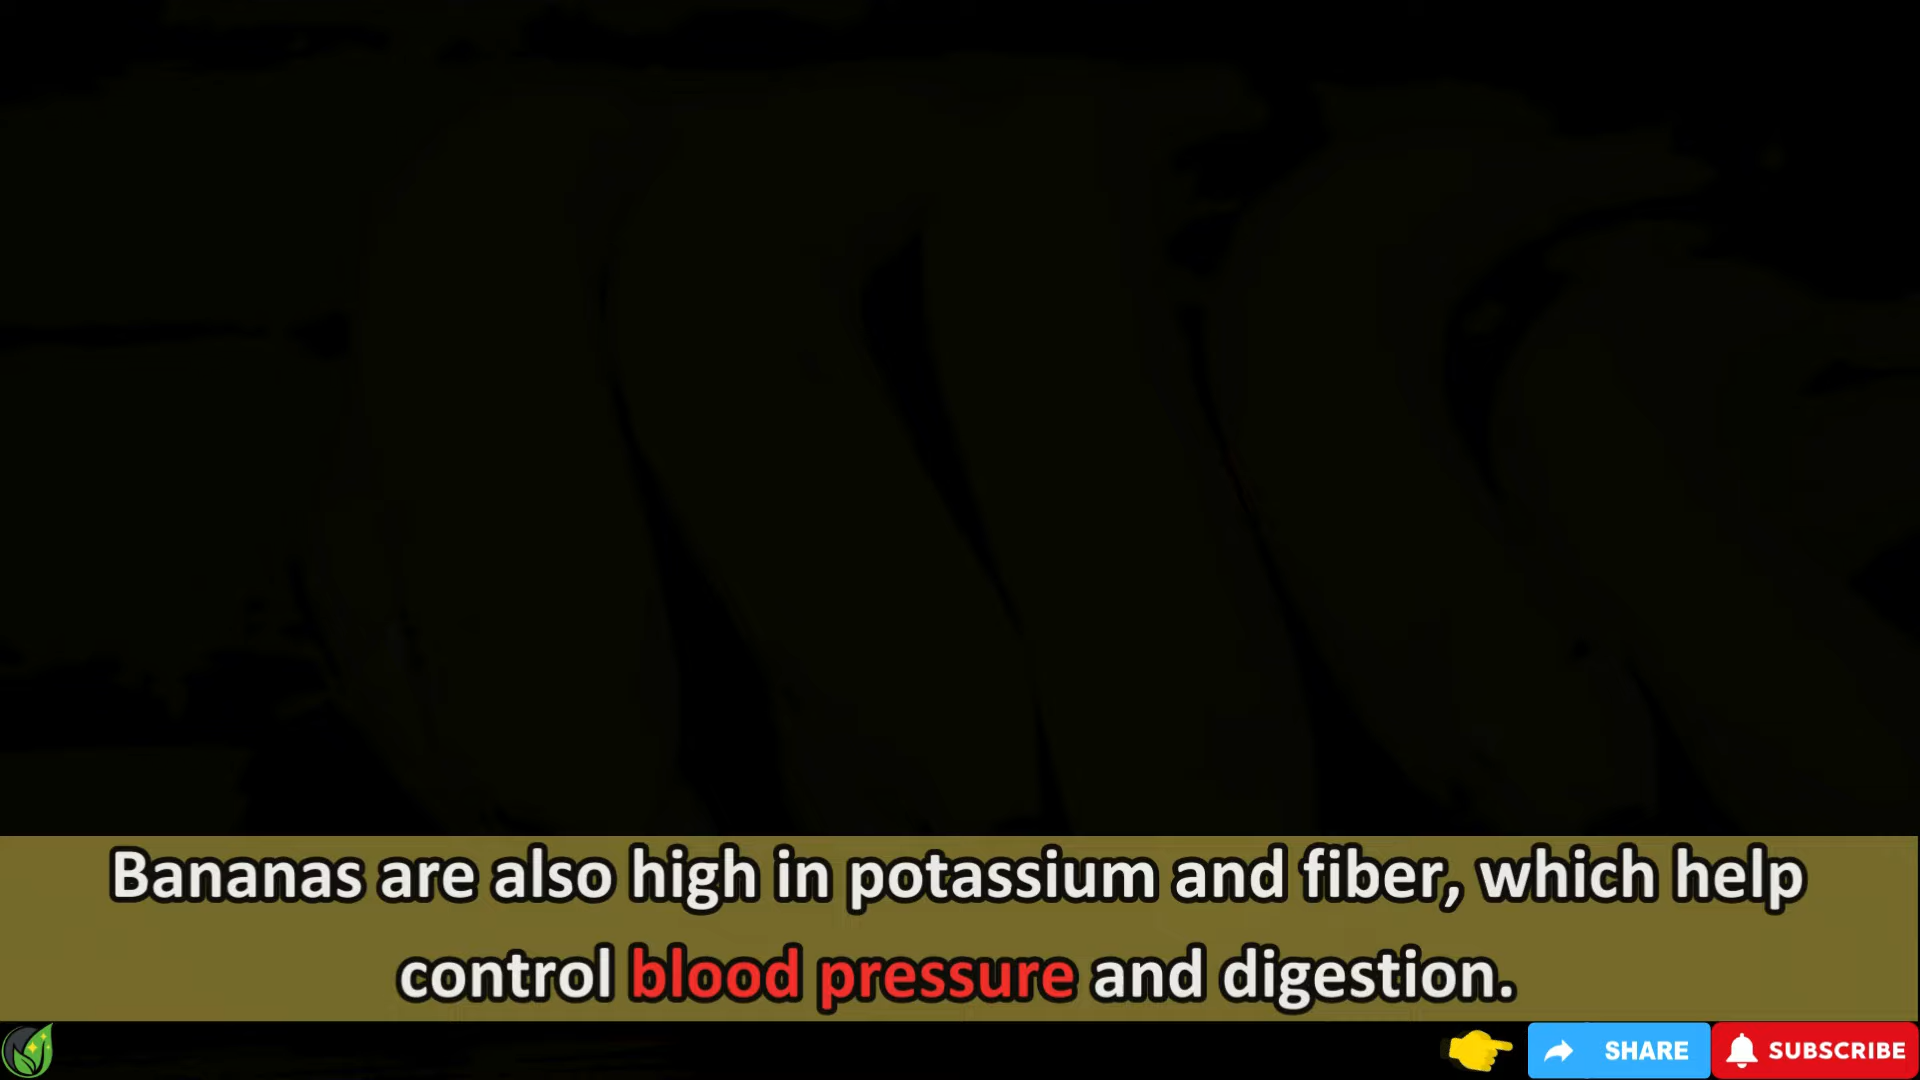 Bananas are also high in potassium and fiber, which help
control blood pressure and digestion.
SHARE
SUBSCRIBE